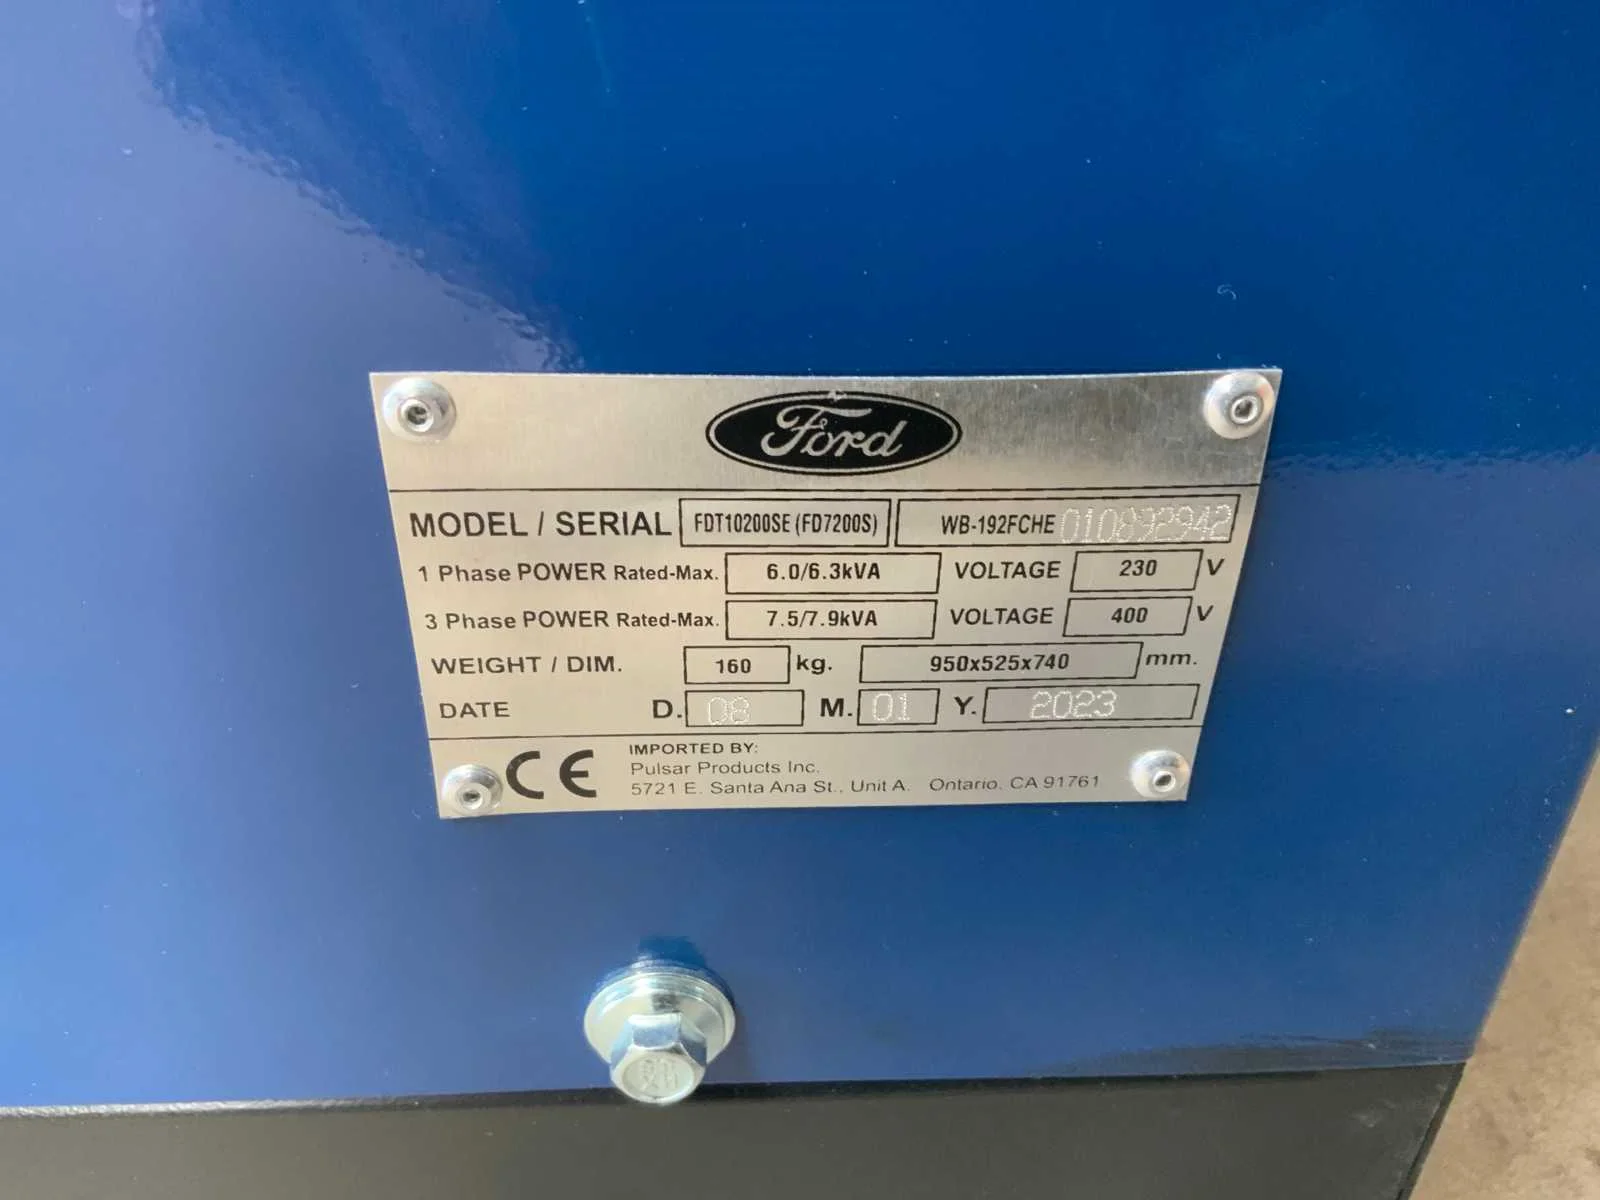 Ford
MODEL / SERIAL FDT10200SE (FD7200S) WB-192FCHE 010892942
1 Phase POWER Rated-Max. 6.0/6.3kVA VOLTAGE 230 V
3 Phase POWER Rated-Max. 7.5/7.9kVA VOLTAGE 400 V
WEIGHT / DIM. 160 kg. 950x525x740 mm.
DATE D. 08 M. 01 Y. 2023
CE IMPORTED BY:
Pulsar Products Inc.
5721 E. Santa Ana St., Unit A. Ontario, CA 91761